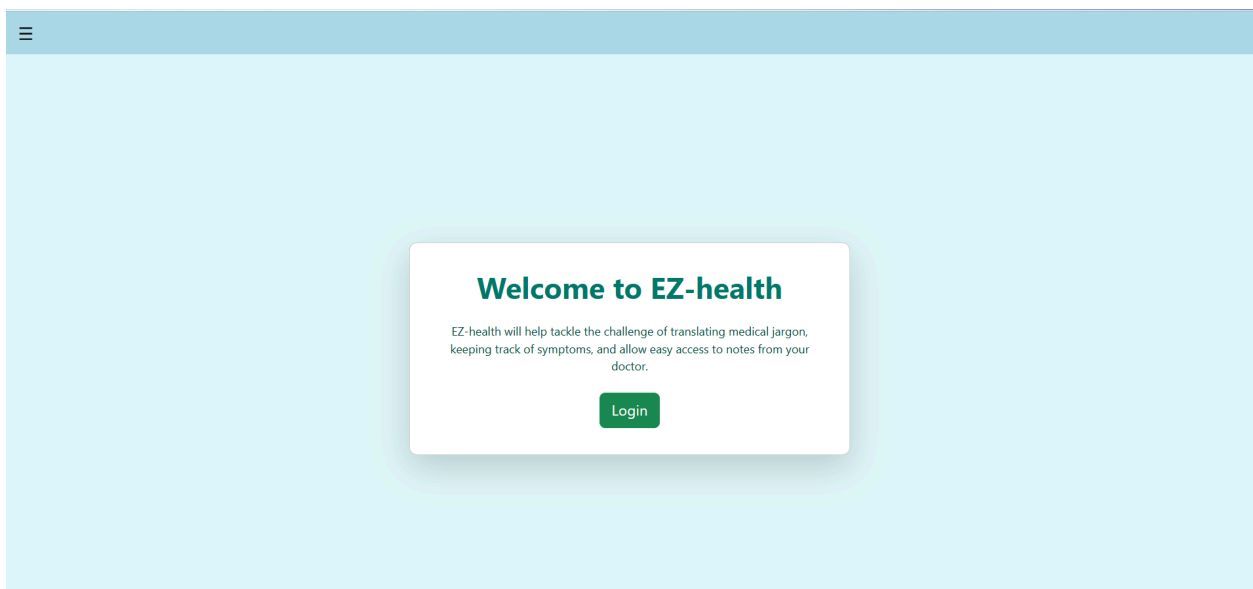 Welcome to EZ-health
EZ-health will help tackle the challenge of translating medical jargon,
keeping track of symptoms, and allow easy access to notes from your
doctor.
Login